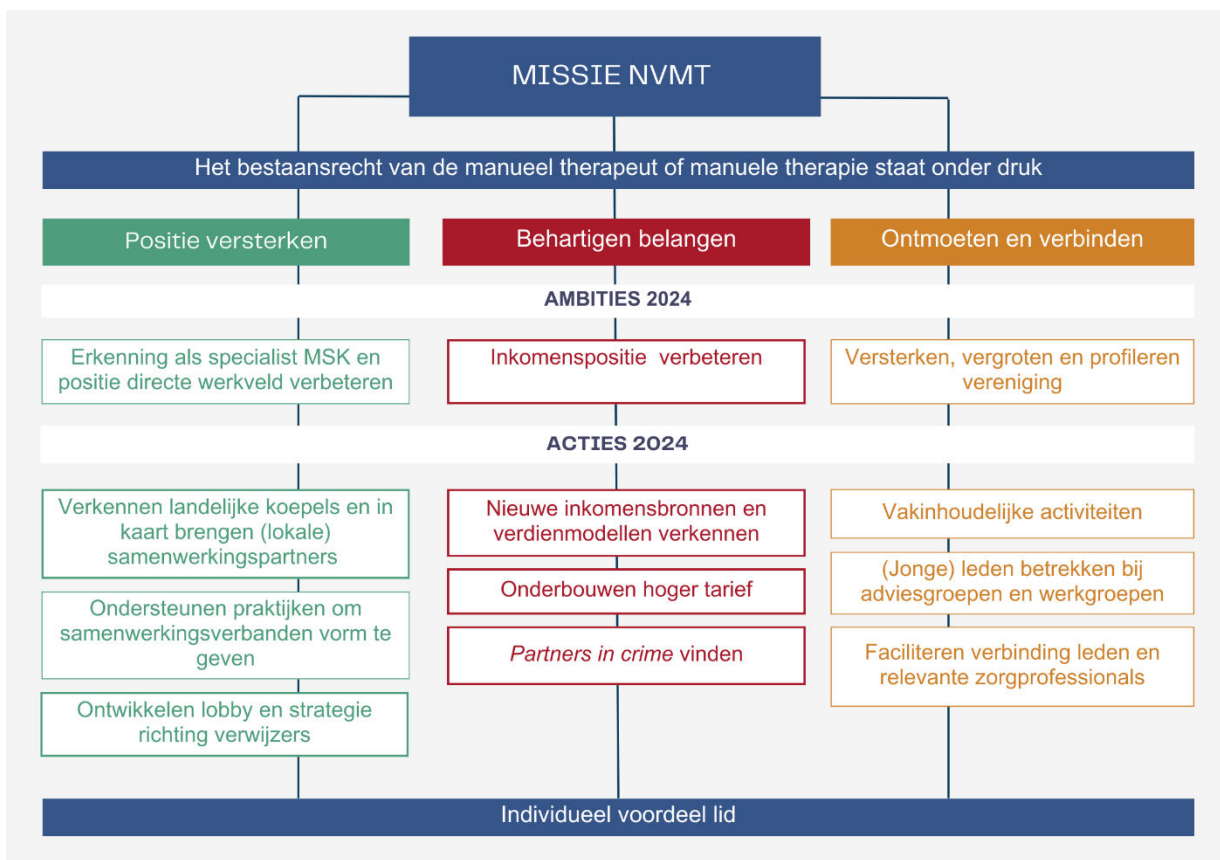 MISSIE NVMT
Het bestaansrecht van de manueel therapeut of manuele therapie staat onder druk
Positie versterken
Behartigen belangen
Ontmoeten en verbinden
AMBITIES 2024
Erkenning als specialist MSK en
positie directe werkveld verbeteren
Inkomenspositie verbeteren
Versterken, vergroten en profileren
vereniging
ACTIES 2024
Verkennen landelijke koepels en in
kaart brengen (lokale)
samenwerkingspartners
Ondersteunen praktijken om
samenwerkingsverbanden vorm te
geven
Ontwikkelen lobby en strategie
richting verwijzers
Nieuwe inkomensbronnen en
verdienmodellen verkennen
Onderbouwen hoger tarief
Partners in crime vinden
Vakinhoudelijke activiteiten
(Jonge) leden betrekken bij
adviesgroepen en werkgroepen
Faciliteren verbinding leden en
relevante zorgprofessionals
Individueel voordeel lid